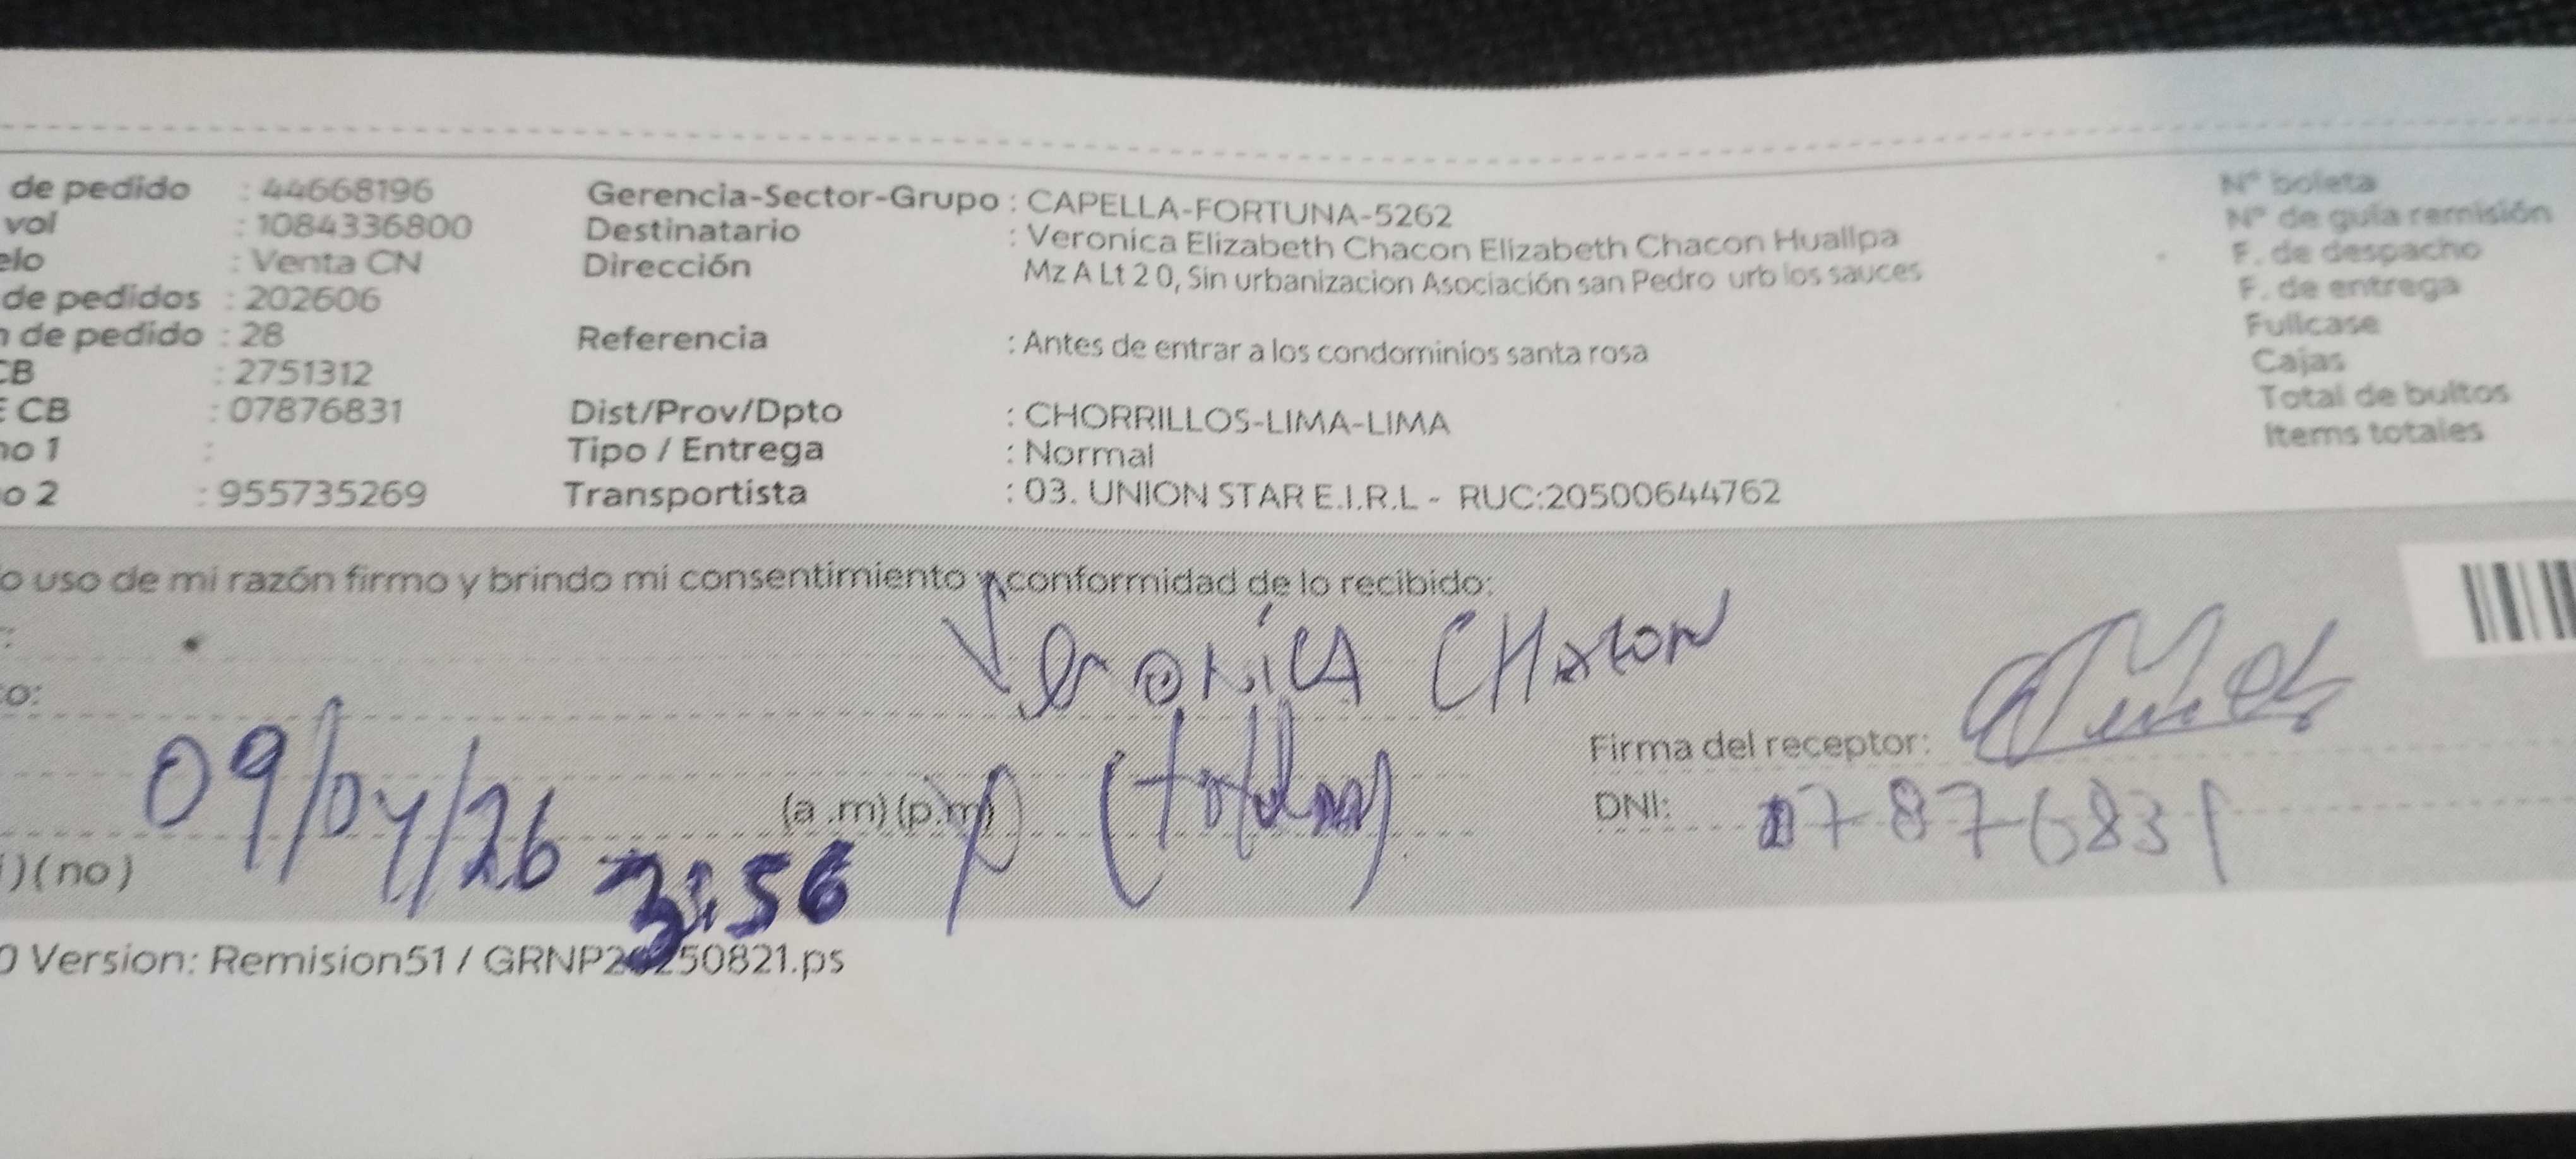 de pedido : 44668196 Gerencia-Sector-Grupo : CAPELLA-FORTUNA-5262 N° boleta
vol : 1084336800 Destinatario : Veronica Elizabeth Chacon Elizabeth Chacon Huallpa N° de guía remisión
elo : Venta CN Dirección Mz A Lt 2 0, Sin urbanizacion Asociación san Pedro urb los sauces F. de despacho
de pedidos : 202606 F. de entrega
n de pedido : 28 Referencia : Antes de entrar a los condominios santa rosa Fullcase
CB : 2751312 Cajas
E CB : 07876831 Dist/Prov/Dpto : CHORRILLOS-LIMA-LIMA Total de bultos
no 1 : Tipo / Entrega : Normal Items totales
o 2 : 955735269 Transportista : 03. UNION STAR E.I.R.L - RUC:20500644762
o uso de mi razón firmo y brindo mi consentimiento y conformidad de lo recibido:
Veronica CHacon
o:
Firma del receptor:
09/04/26 (a .m) (p.m) DNI: 07876831
) (no) 3:56
0 Version: Remision51 / GRNP20250821.ps